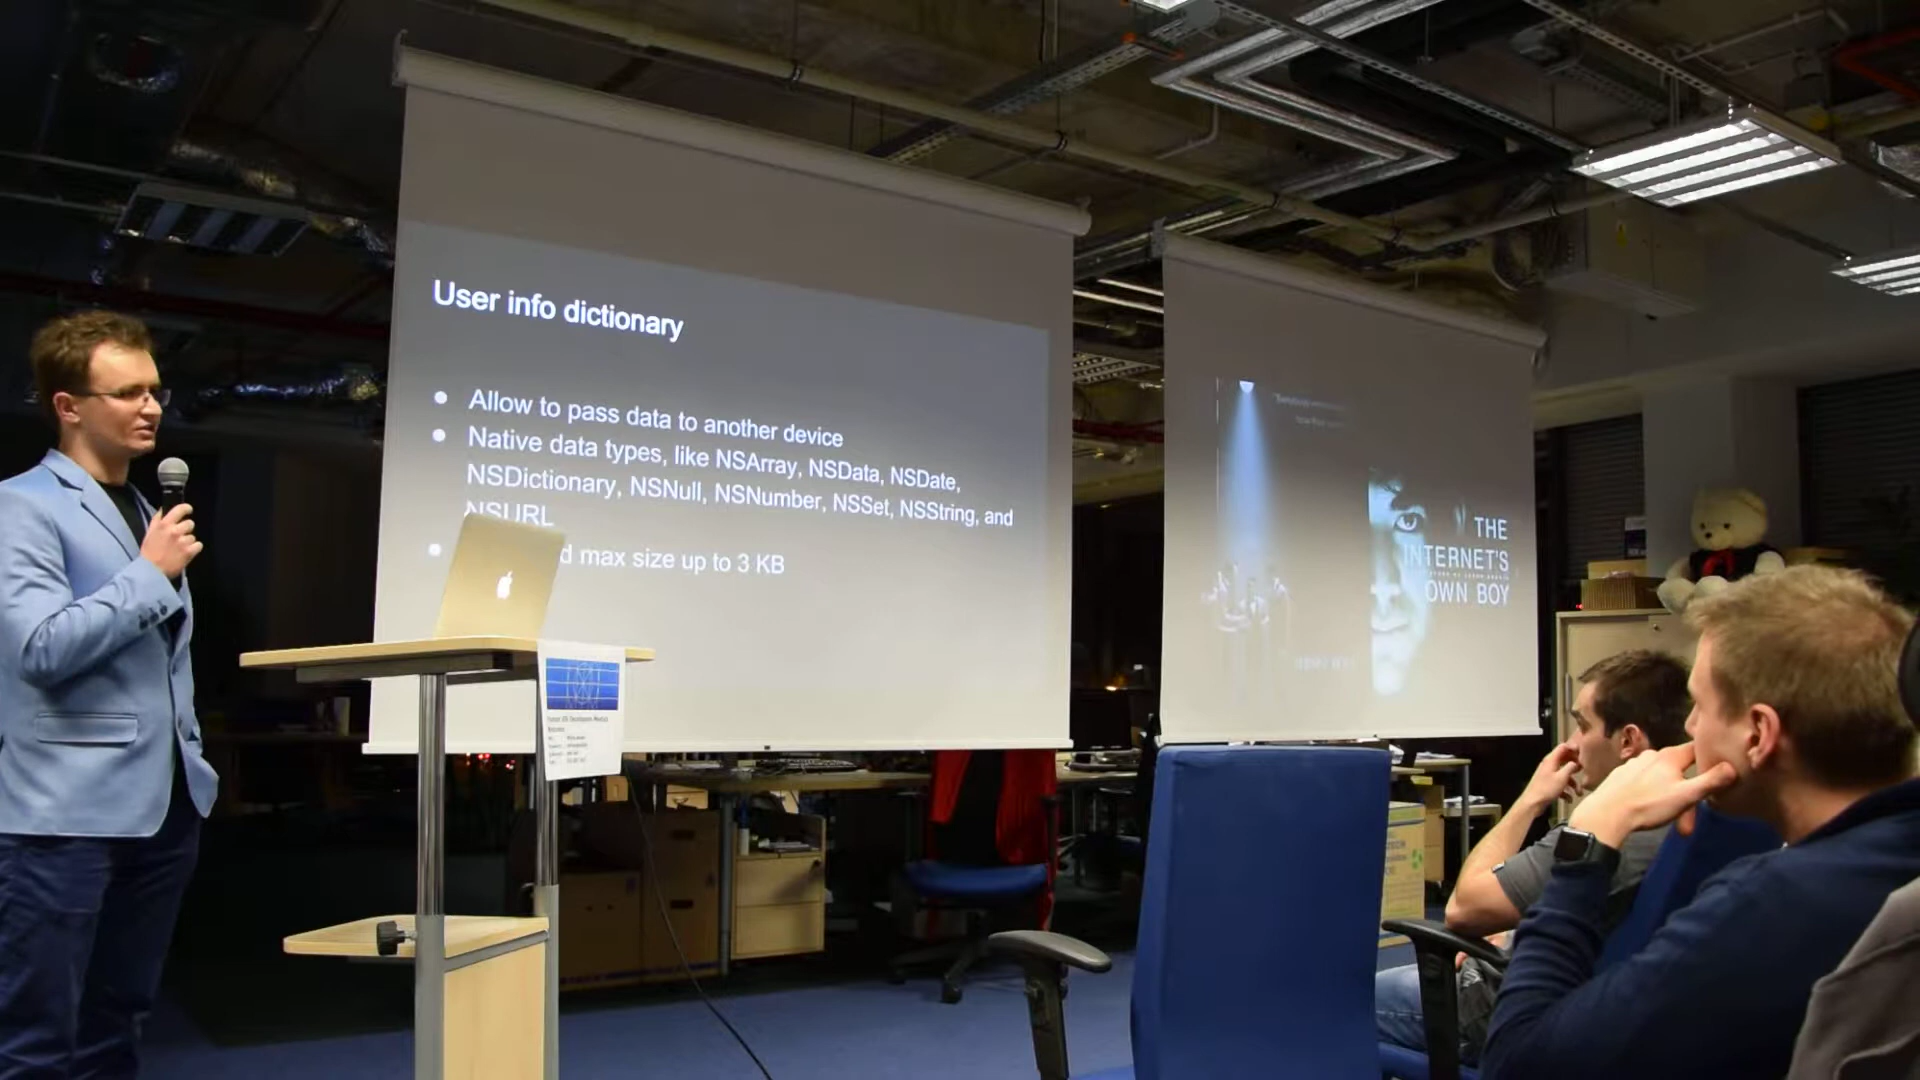 User info dictionary
Allow to pass data to another device
Native data types, like NSArray, NSData, NSDate,
NSDictionary, NSNull, NSNumber, NSSet, NSString, and
NSURL
d max size up to 3 KB
THE
INTERNET'S
OWN BOY